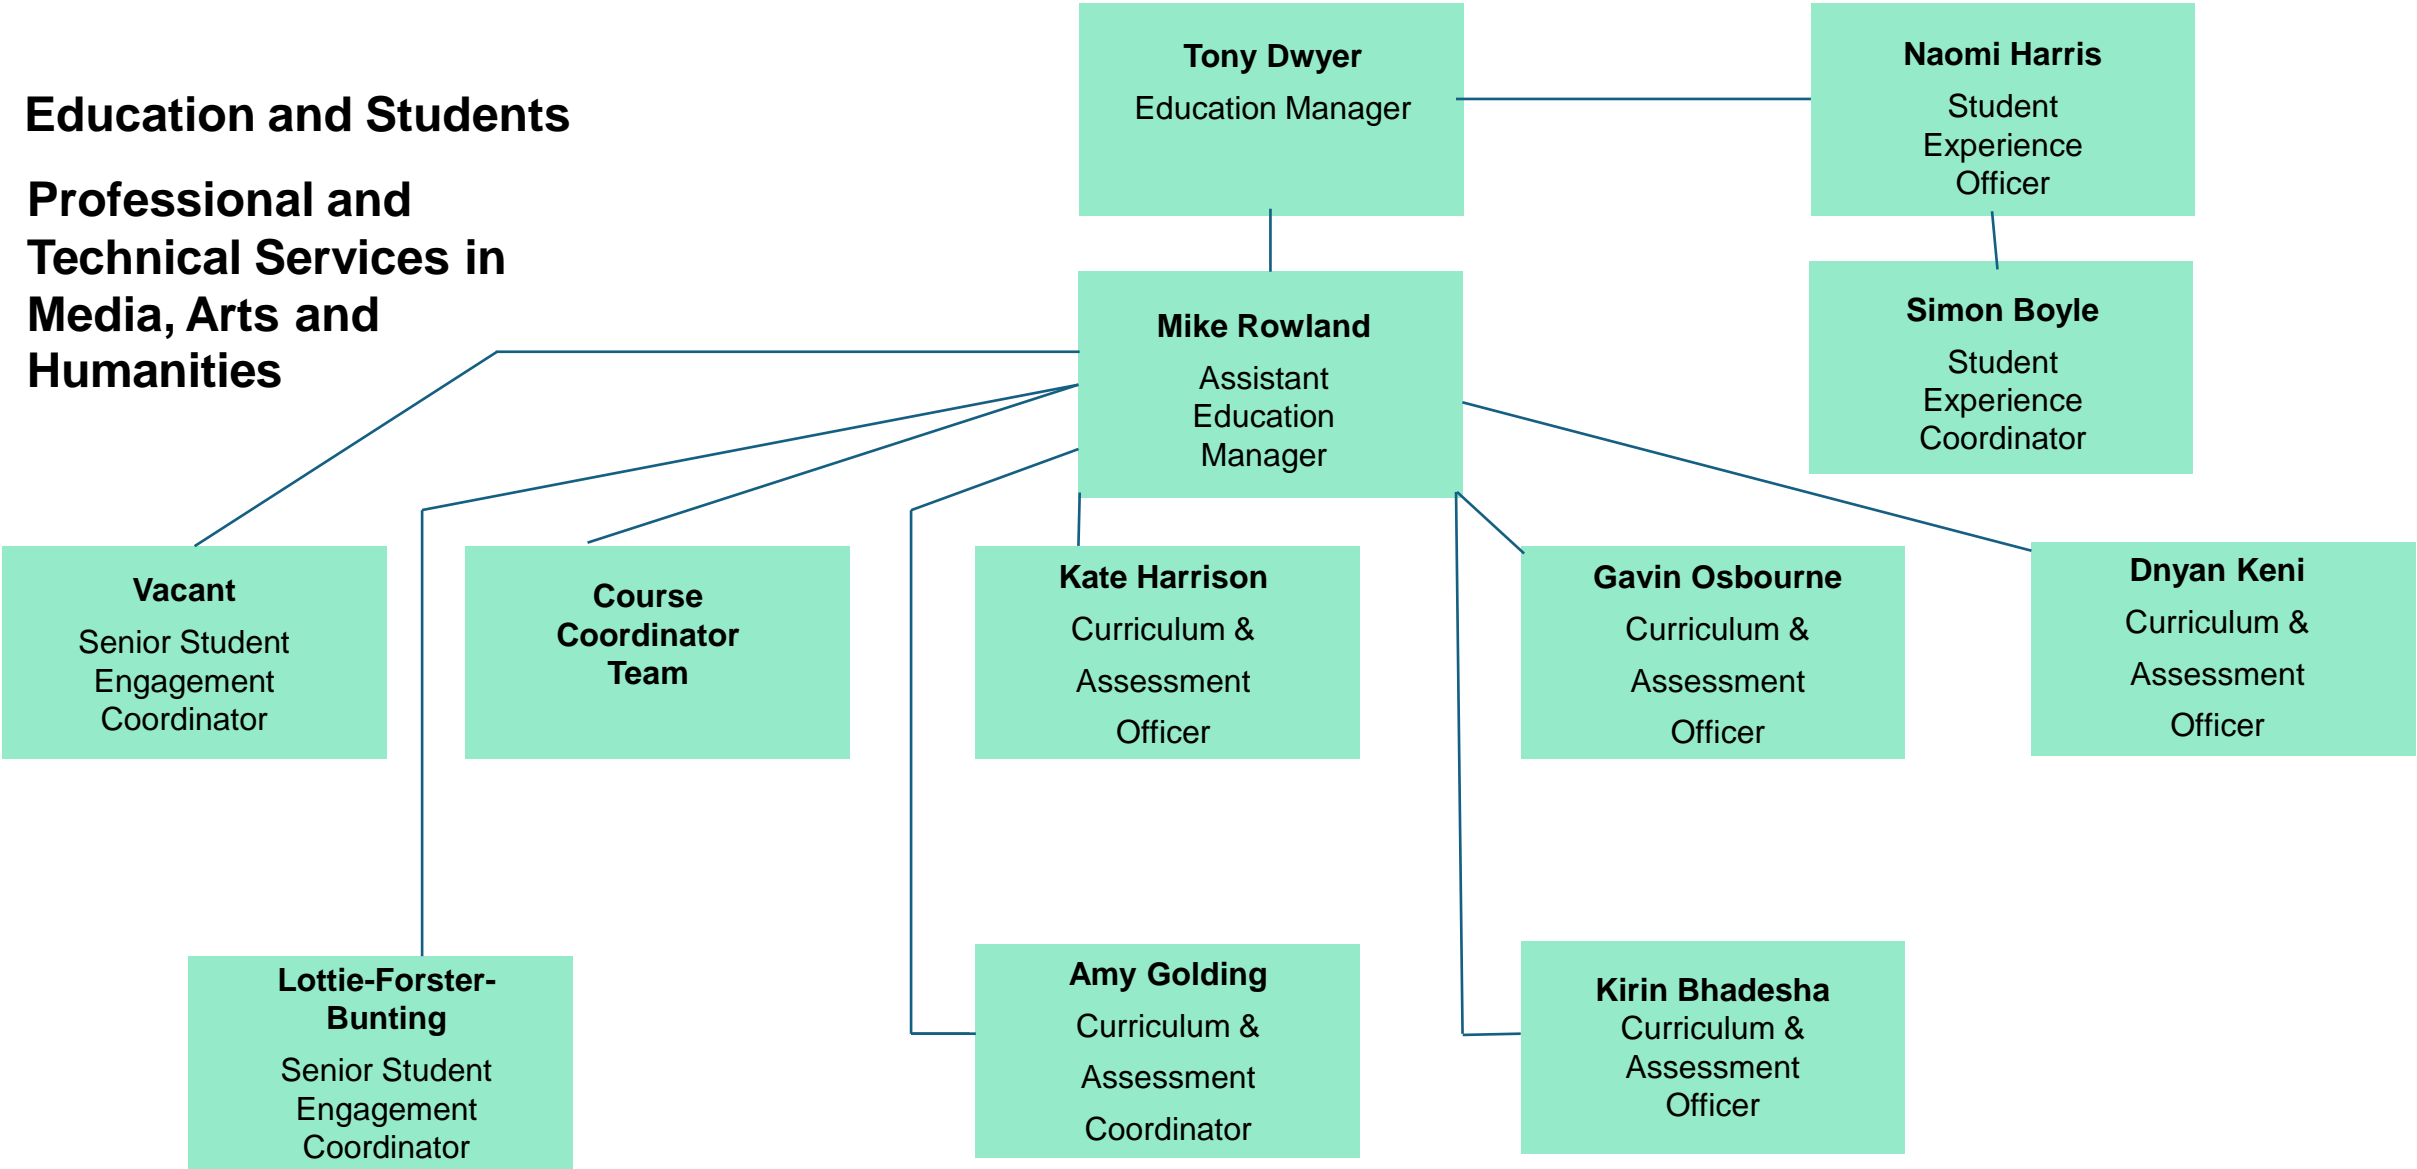 Education and Students
Professional and
Technical Services in
Media, Arts and
Humanities
Tony Dwyer
Education Manager
Naomi Harris
Student
Experience
Officer
Mike Rowland
Assistant
Education
Manager
Simon Boyle
Student
Experience
Coordinator
Vacant
Senior Student
Engagement
Coordinator
Course
Coordinator
Team
Kate Harrison
Curriculum &
Assessment
Officer
Gavin Osbourne
Curriculum &
Assessment
Officer
Dnyan Keni
Curriculum &
Assessment
Officer
Lottie-Forster-
Bunting
Senior Student
Engagement
Coordinator
Amy Golding
Curriculum &
Assessment
Coordinator
Kirin Bhadesha
Curriculum &
Assessment
Officer